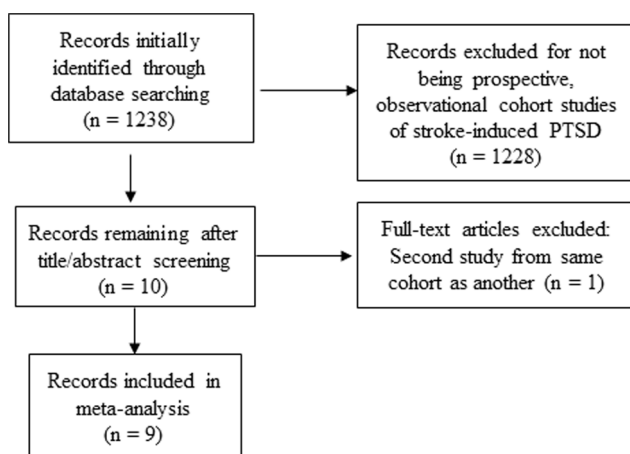 Records initially
identified through
database searching
(n = 1238)
Records excluded for not
being prospective,
observational cohort studies
of stroke-induced PTSD
(n = 1228)
Records remaining after
title/abstract screening
(n = 10)
Full-text articles excluded:
Second study from same
cohort as another (n = 1)
Records included in
meta-analysis
(n = 9)